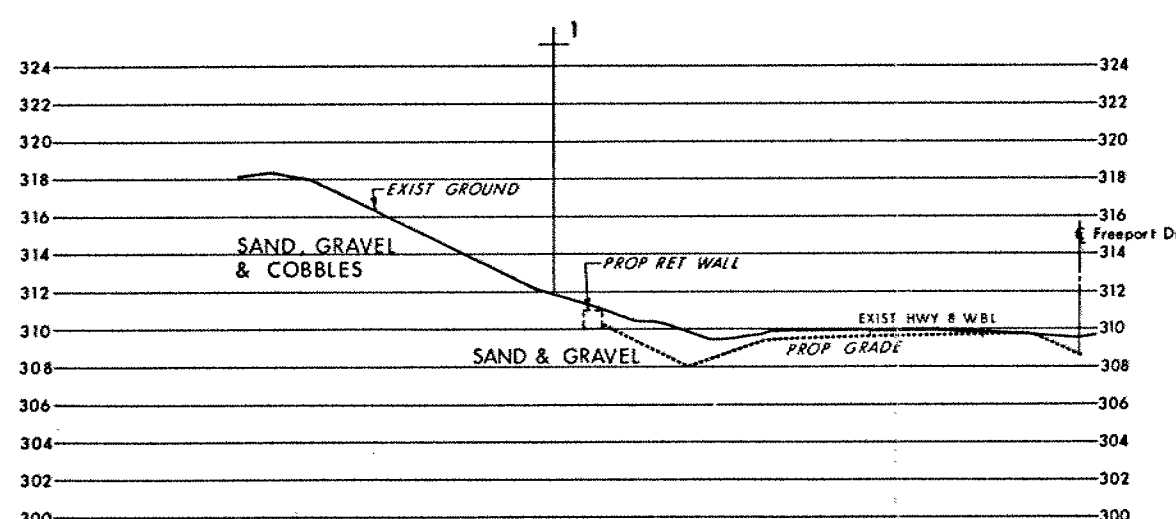 1
324 324
322 322
320 320
318 318
EXIST GROUND
316 316
Freeport D
SAND, GRAVEL
& COBBLES
314 314
PROP RET WALL
312 312
EXIST HWY 8 WBL
310 310
PROP GRADE
SAND & GRAVEL
308 308
306 306
304 304
302 302
300 300